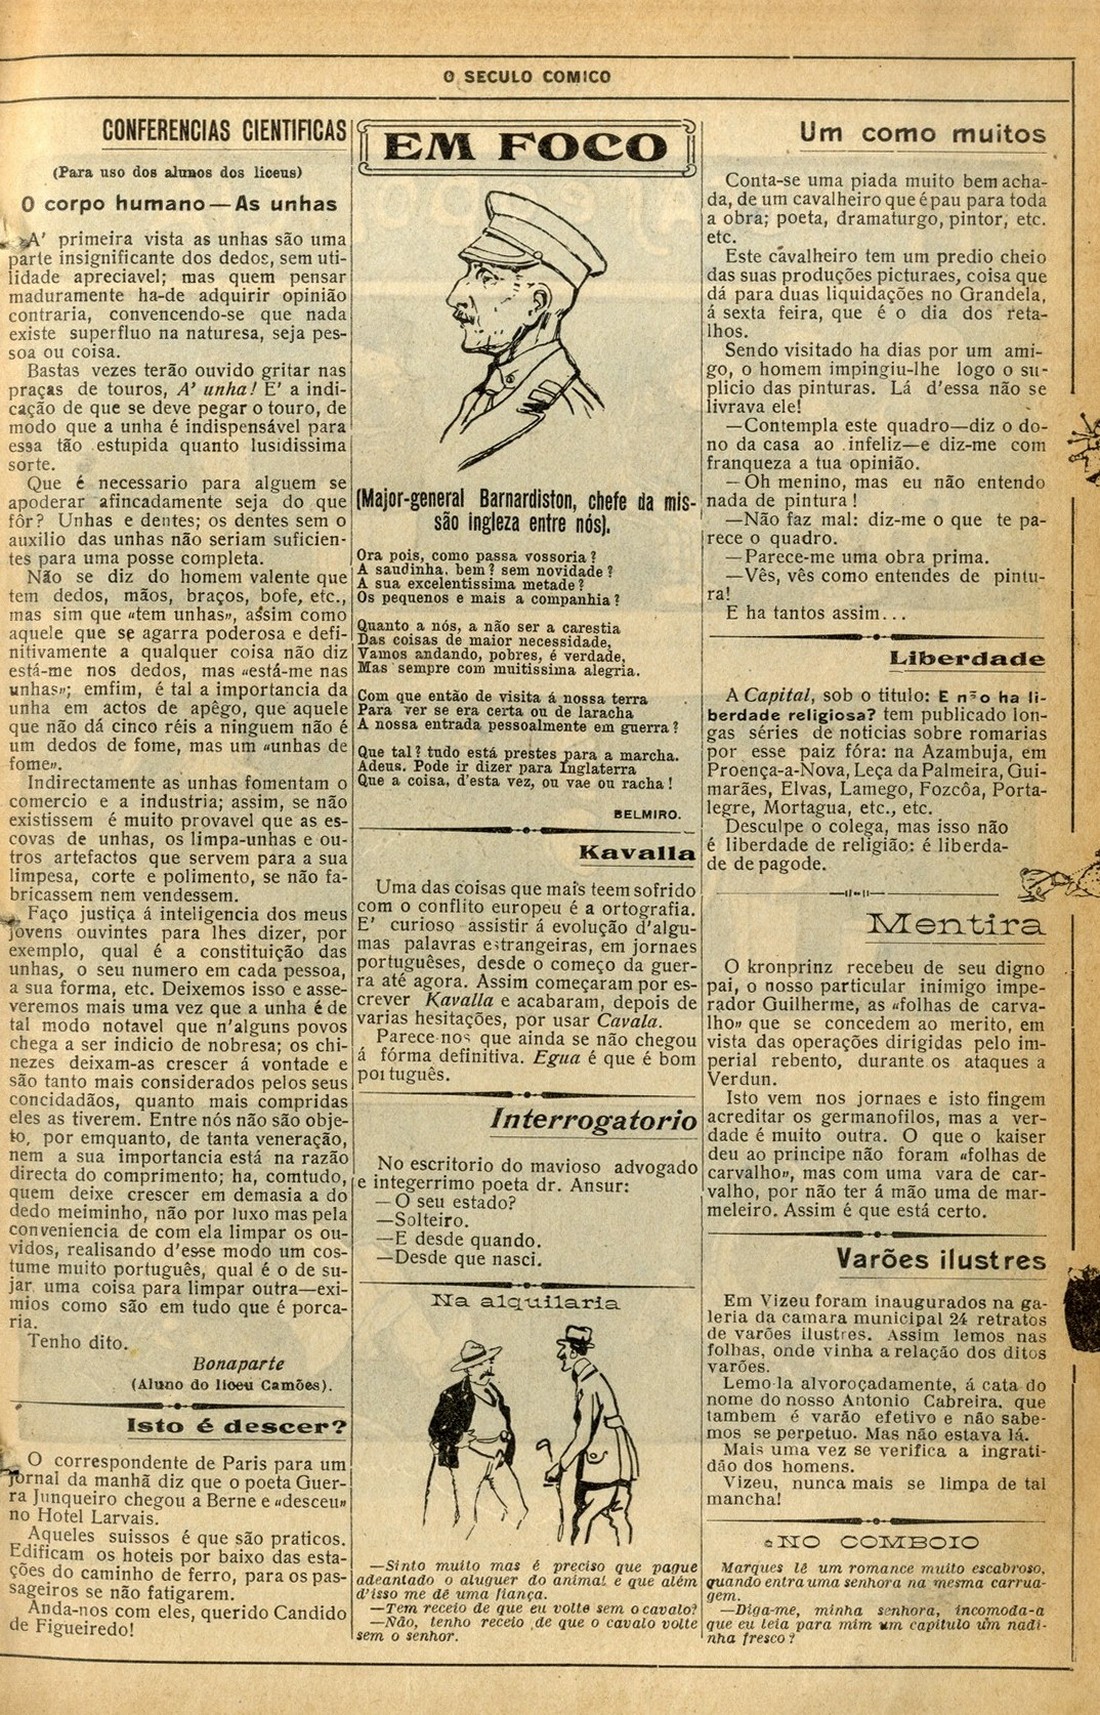 O SECULO COMICO
CONFERENCIAS CIENTIFICAS
(Para uso dos alunos dos liceus)
O corpo humano—As unhas
A' primeira vista as unhas são uma
parte insignificante dos dedos, sem uti-
lidade apreciavel; mas quem pensar
maduramente ha-de adquirir opinião
contraria, convencendo-se que nada
existe superfluo na naturesa, seja pes-
soa ou coisa.
Bastas vezes terão ouvido gritar nas
praças de touros, A' unha! E' a indi-
cação de que se deve pegar o touro, de
modo que a unha é indispensável para
essa tão estupida quanto lusidissima
sorte.
Que é necessario para alguem se
apoderar afincadamente seja do que
fôr? Unhas e dentes; os dentes sem o
auxilio das unhas não seriam suficien-
tes para uma posse completa.
Não se diz do homem valente que
tem dedos, mãos, braços, bofe, etc.,
mas sim que «tem unhas», assim como
aquele que se agarra poderosa e defi-
nitivamente a qualquer coisa não diz
está-me nos dedos, mas «está-me nas
unhas»; emfim, é tal a importancia da
unha em actos de apêgo, que aquele
que não dá cinco réis a ninguem não é
um dedos de fome, mas um «unhas de
fome».
Indirectamente as unhas fomentam o
comercio e a industria; assim, se não
existissem é muito provavel que as es-
covas de unhas, os limpa-unhas e ou-
tros artefactos que servem para a sua
limpesa, corte e polimento, se não fa-
bricassem nem vendessem.
Faço justiça á inteligencia dos meus
jovens ouvintes para lhes dizer, por
exemplo, qual é a constituição das
unhas, o seu numero em cada pessoa,
a sua forma, etc. Deixemos isso e asse-
veremos mais uma vez que a unha é de
tal modo notavel que n'alguns povos
chega a ser indicio de nobresa; os chi-
nezes deixam-as crescer á vontade e
são tanto mais considerados pelos seus
concidadãos, quanto mais compridas
eles as tiverem. Entre nós não são obje-
to, por emquanto, de tanta veneração,
nem a sua importancia está na razão
directa do comprimento; ha, comtudo,
quem deixe crescer em demasia a do
dedo meiminho, não por luxo mas pela
conveniencia de com ela limpar os ou-
vidos, realisando d'esse modo um cos-
tume muito português, qual é o de su-
jar uma coisa para limpar outra—exi-
mios como são em tudo que é porca-
ria.
Tenho dito.
Bonaparte
(Aluno do liceu Camões).
Isto é descer?
O correspondente de Paris para um
jornal da manhã diz que o poeta Guer-
ra Junqueiro chegou a Berne e «desceu»
no Hotel Larvais.
Aqueles suissos é que são praticos.
Edificam os hoteis por baixo das esta-
ções do caminho de ferro, para os pas-
sageiros se não fatigarem.
Anda-nos com eles, querido Candido
de Figueiredo!
EM FOCO
(Major-general Barnardiston, chefe da mis-
são ingleza entre nós).
Ora pois, como passa vossoria?
A saudinha, bem? sem novidade?
A sua excelentissima metade?
Os pequenos e mais a companhia?
Quanto a nós, a não ser a carestia
Das coisas de maior necessidade,
Vamos andando, pobres, é verdade,
Mas sempre com muitissima alegria.
Com que então de visita á nossa terra
Para ver se era certa ou de laracha
A nossa entrada pessoalmente em guerra?
Que tal? tudo está prestes para a marcha.
Adeus. Pode ir dizer para Inglaterra
Que a coisa, d'esta vez, ou vae ou racha!
BELMIRO.
Kavalla
Uma das coisas que mais teem sofrido
com o conflito europeu é a ortografia.
E' curioso assistir á evolução d'algu-
mas palavras estrangeiras, em jornaes
portuguêses, desde o começo da guer-
ra até agora. Assim começaram por es-
crever Kavalla e acabaram, depois de
varias hesitações, por usar Cavala.
Parece-nos que ainda se não chegou
á fórma definitiva. Egua é que é bom
português.
Interrogatorio
No escritorio do mavioso advogado
e integerrimo poeta dr. Ansur:
—O seu estado?
—Solteiro.
—E desde quando.
—Desde que nasci.
Na alquilaria
—Sinto muito mas é preciso que pague
adeantado o aluguer do animal e que além
d'isso me dê uma fiança.
—Tem receio de que eu volte sem o cavalo?
—Não, tenho receio de que o cavalo volte
sem o senhor.
Um como muitos
Conta-se uma piada muito bem acha-
da, de um cavalheiro que é pau para toda
a obra; poeta, dramaturgo, pintor, etc.
etc.
Este cavalheiro tem um predio cheio
das suas produções picturaes, coisa que
dá para duas liquidações no Grandela,
á sexta feira, que é o dia dos reta-
lhos.
Sendo visitado ha dias por um ami-
go, o homem impingiu-lhe logo o su-
plicio das pinturas. Lá d'essa não se
livrava ele!
—Contempla este quadro—diz o do-
no da casa ao infeliz—e diz-me com
franqueza a tua opinião.
—Oh menino, mas eu não entendo
nada de pintura!
—Não faz mal: diz-me o que te pa-
rece o quadro.
—Parece-me uma obra prima.
—Vês, vês como entendes de pintu-
ra!
E ha tantos assim...
Liberdade
A Capital, sob o titulo: E não ha li-
berdade religiosa? tem publicado lon-
gas séries de noticias sobre romarias
por esse paiz fóra: na Azambuja, em
Proença-a-Nova, Leça da Palmeira, Gui-
marães, Elvas, Lamego, Fozcôa, Porta-
legre, Mortagua, etc., etc.
Desculpe o colega, mas isso não
é liberdade de religião: é liberda-
de de pagode.
Mentira
O kronprinz recebeu de seu digno
pai, o nosso particular inimigo impe-
rador Guilherme, as «folhas de carva-
lho» que se concedem ao merito, em
vista das operações dirigidas pelo im-
perial rebento, durante os ataques a
Verdun.
Isto vem nos jornaes e isto fingem
acreditar os germanofilos, mas a ver-
dade é muito outra. O que o kaiser
deu ao principe não foram «folhas de
carvalho», mas com uma vara de car-
valho, por não ter á mão uma de mar-
meleiro. Assim é que está certo.
Varões ilustres
Em Vizeu foram inaugurados na ga-
leria da camara municipal 24 retratos
de varões ilustres. Assim lemos nas
folhas, onde vinha a relação dos ditos
varões.
Lemo-la alvoroçadamente, á cata do
nome do nosso Antonio Cabreira, que
tambem é varão efetivo e não sabe-
mos se perpetuo. Mas não estava lá.
Mais uma vez se verifica a ingrati-
dão dos homens.
Vizeu, nunca mais se limpa de tal
mancha!
NO COMBOIO
Marques lê um romance muito escabroso,
quando entra uma senhora na mesma carrua-
gem.
—Diga-me, minha senhora, incomoda-a
que eu leia para mim um capitulo um nadi-
nha fresco?